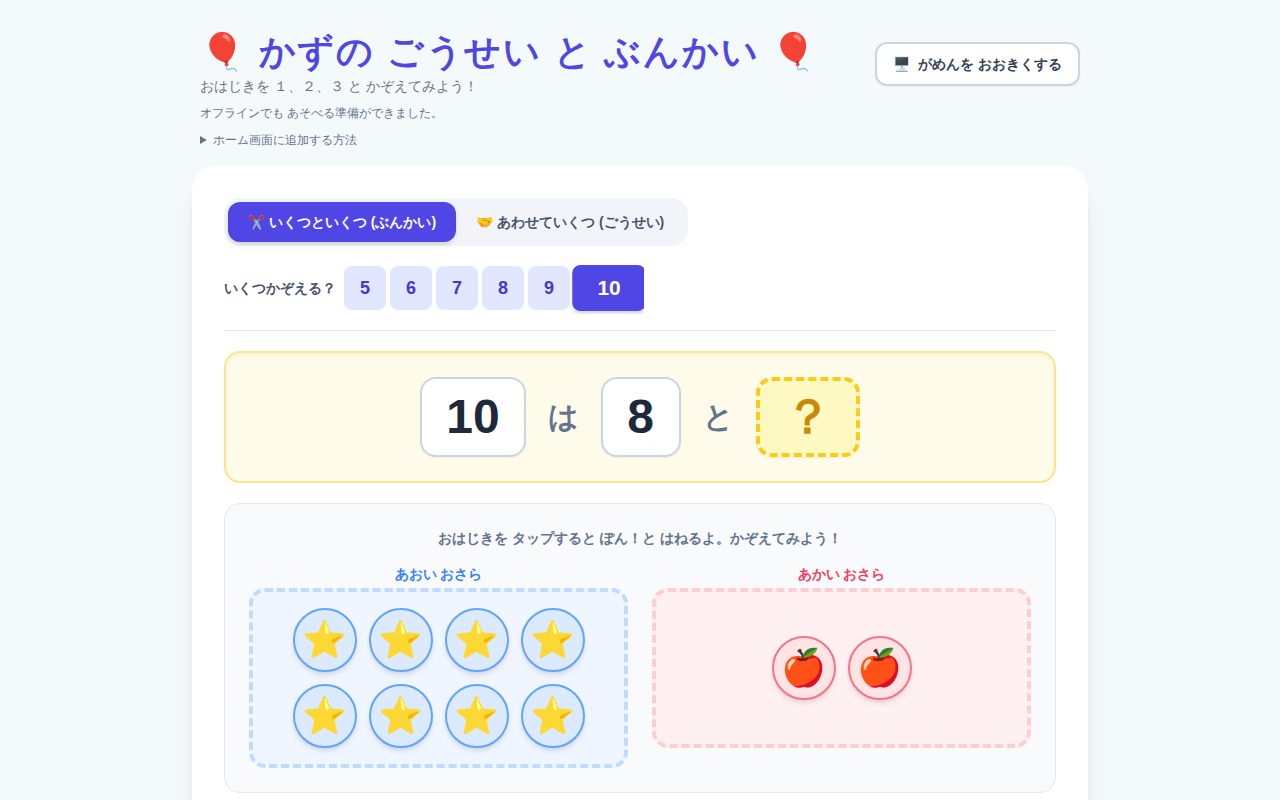 🎈 かずの ごうせい と ぶんかい 🎈
おはじきを １、２、３ と かぞえてみよう！
オフラインでも あそべる準備ができました。
▶ ホーム画面に追加する方法
🖥️ がめんを おおきくする
✂️ いくつといくつ (ぶんかい)
🤝 あわせていくつ (ごうせい)
いくつかぞえる？ 5 6 7 8 9 10
10 は 8 と ？
おはじきを タップすると ぽん！と はねるよ。かぞえてみよう！
あおい おさら
あかい おさら